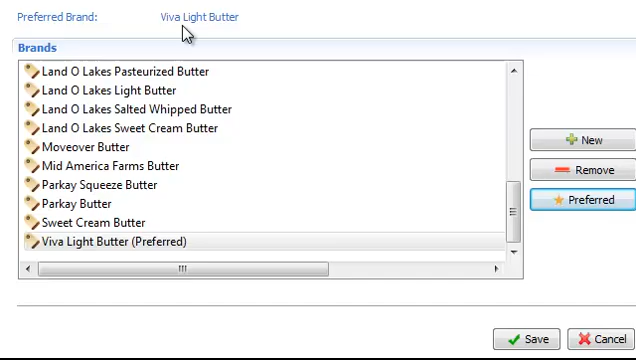 Preferred Brand: Viva Light Butter
Brands
Land O Lakes Pasteurized Butter
Land O Lakes Light Butter
Land O Lakes Salted Whipped Butter
Land O Lakes Sweet Cream Butter
Moveover Butter
Mid America Farms Butter
Parkay Squeeze Butter
Parkay Butter
Sweet Cream Butter
Viva Light Butter (Preferred)
New
Remove
Preferred
Save Cancel